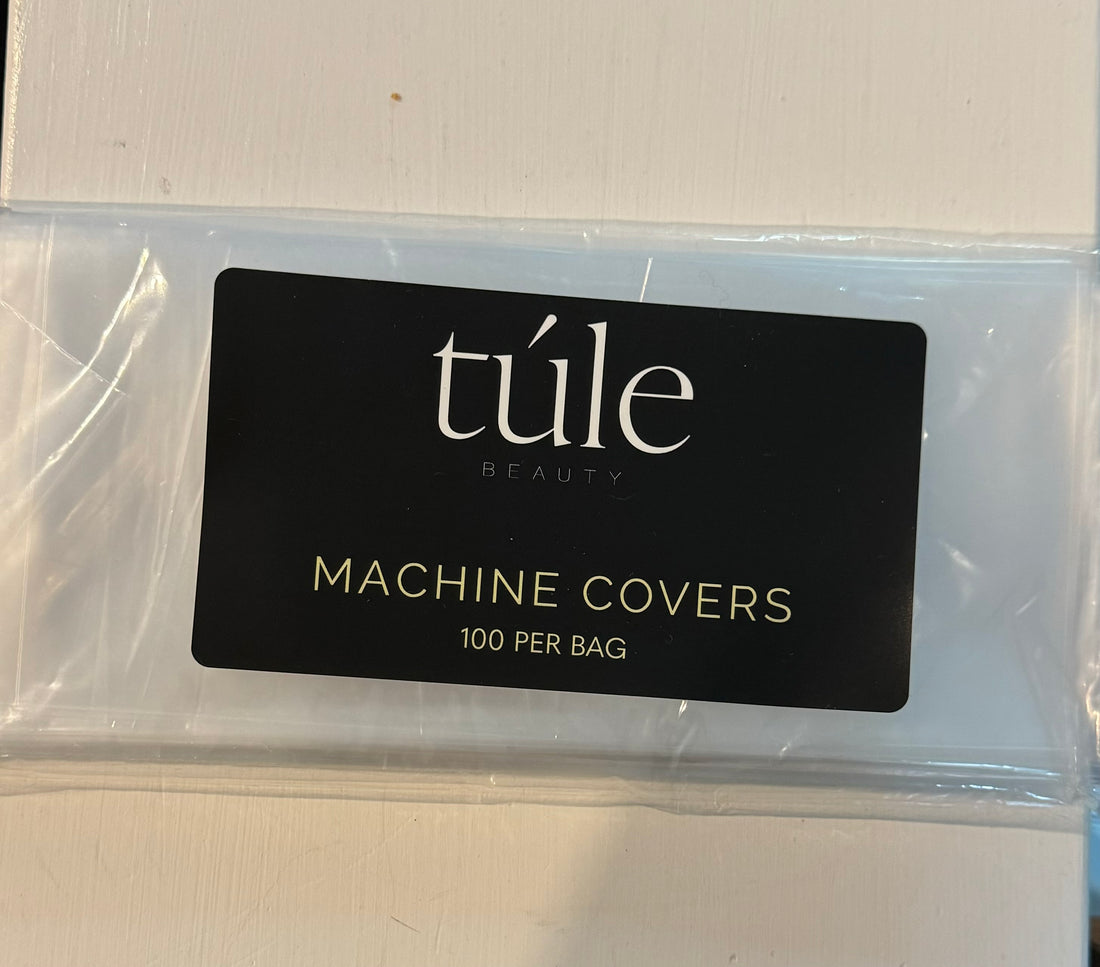 túle
BEAUTY
MACHINE COVERS
100 PER BAG